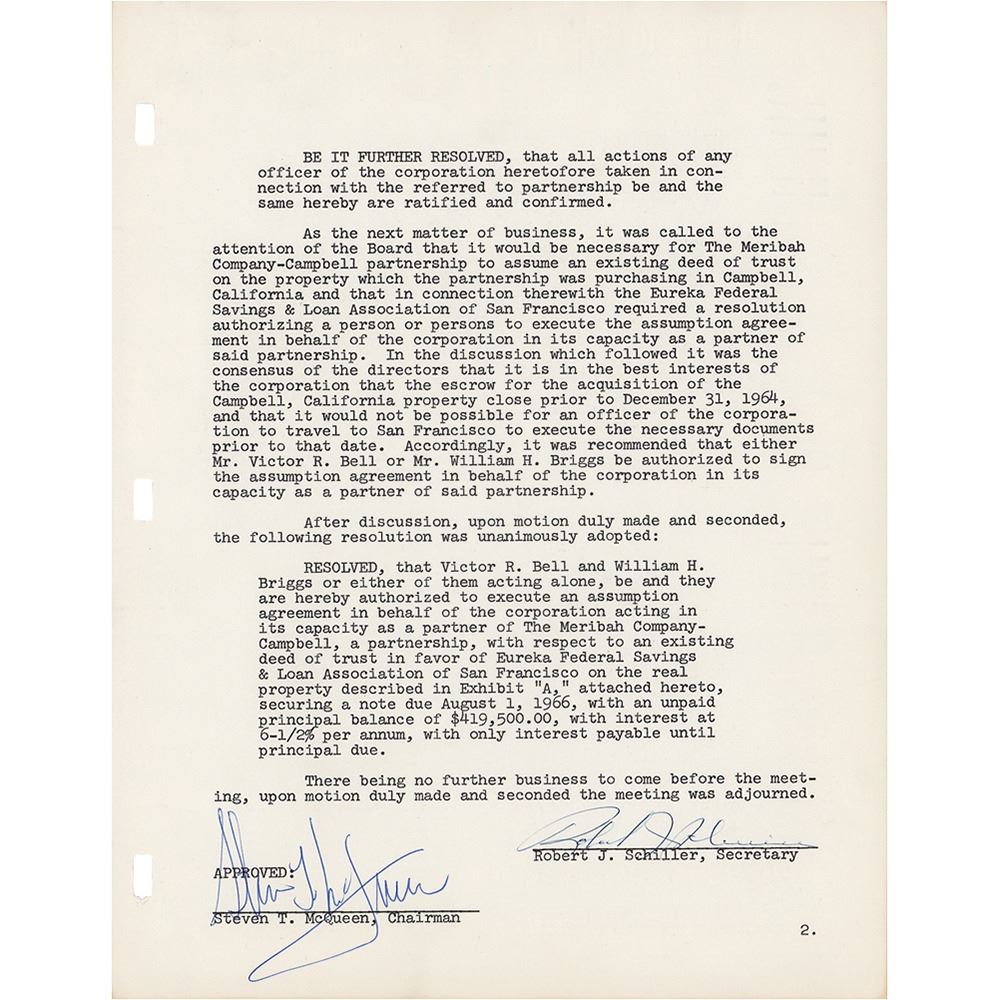 BE IT FURTHER RESOLVED, that all actions of any
officer of the corporation heretofore taken in con-
nection with the referred to partnership be and the
same hereby are ratified and confirmed.
As the next matter of business, it was called to the
attention of the Board that it would be necessary for The Meribah
Company-Campbell partnership to assume an existing deed of trust
on the property which the partnership was purchasing in Campbell,
California and that in connection therewith the Eureka Federal
Savings & Loan Association of San Francisco required a resolution
authorizing a person or persons to execute the assumption agree-
ment in behalf of the corporation in its capacity as a partner of
said partnership. In the discussion which followed it was the
consensus of the directors that it is in the best interests of
the corporation that the escrow for the acquisition of the
Campbell, California property close prior to December 31, 1964,
and that it would not be possible for an officer of the corpora-
tion to travel to San Francisco to execute the necessary documents
prior to that date. Accordingly, it was recommended that either
Mr. Victor R. Bell or Mr. William H. Briggs be authorized to sign
the assumption agreement in behalf of the corporation in its
capacity as a partner of said partnership.
After discussion, upon motion duly made and seconded,
the following resolution was unanimously adopted:
RESOLVED, that Victor R. Bell and William H.
Briggs or either of them acting alone, be and they
are hereby authorized to execute an assumption
agreement in behalf of the corporation acting in
its capacity as a partner of The Meribah Company-
Campbell, a partnership, with respect to an existing
deed of trust in favor of Eureka Federal Savings
& Loan Association of San Francisco on the real
property described in Exhibit "A," attached hereto,
securing a note due August 1, 1966, with an unpaid
principal balance of $419,500.00, with interest at
6-1/2% per annum, with only interest payable until
principal due.
There being no further business to come before the meet-
ing, upon motion duly made and seconded the meeting was adjourned.
Robert J. Schiller, Secretary
APPROVED:
Steven T. McQueen, Chairman
2.